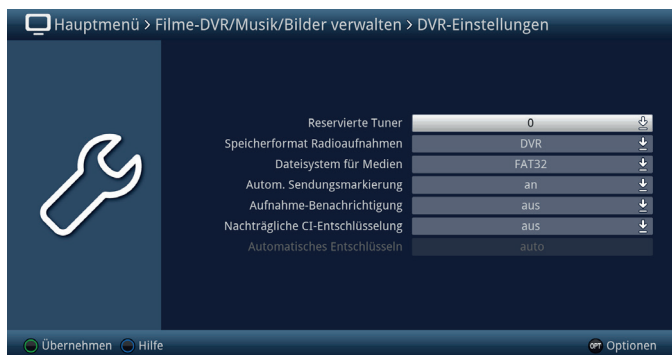 Hauptmenü > Filme-DVR/Musik/Bilder verwalten > DVR-Einstellungen
Reservierte Tuner 0
Speicherformat Radioaufnahmen DVR
Dateisystem für Medien FAT32
Autom. Sendungsmarkierung an
Aufnahme-Benachrichtigung aus
Nachträgliche CI-Entschlüsselung aus
Automatisches Entschlüsseln auto
Übernehmen Hilfe OPT Optionen